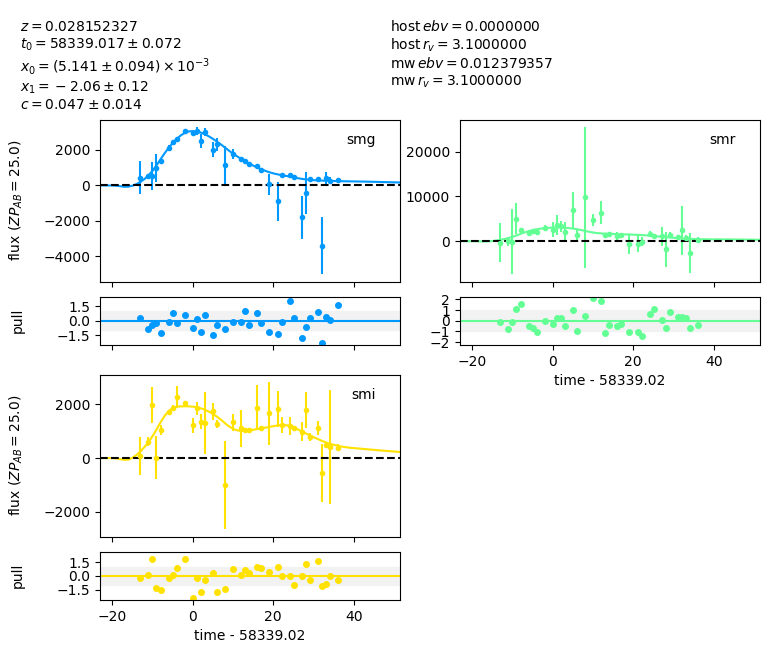 z = 0.028152327
t₀ = 58339.017 ± 0.072
x₀ = (5.141 ± 0.094) × 10⁻³
x₁ = −2.06 ± 0.12
c = 0.047 ± 0.014
host ebv = 0.0000000
host r_v = 3.1000000
mw ebv = 0.012379357
mw r_v = 3.1000000
smg
flux (ZP_AB = 25.0)
2000
0
−2000
−4000
pull
1.5
0.0
−1.5
smr
20000
10000
0
2
1
0
−1
−2
−20 0 20 40
time - 58339.02
smi
flux (ZP_AB = 25.0)
2000
0
−2000
pull
1.5
0.0
−1.5
−20 0 20 40
time - 58339.02